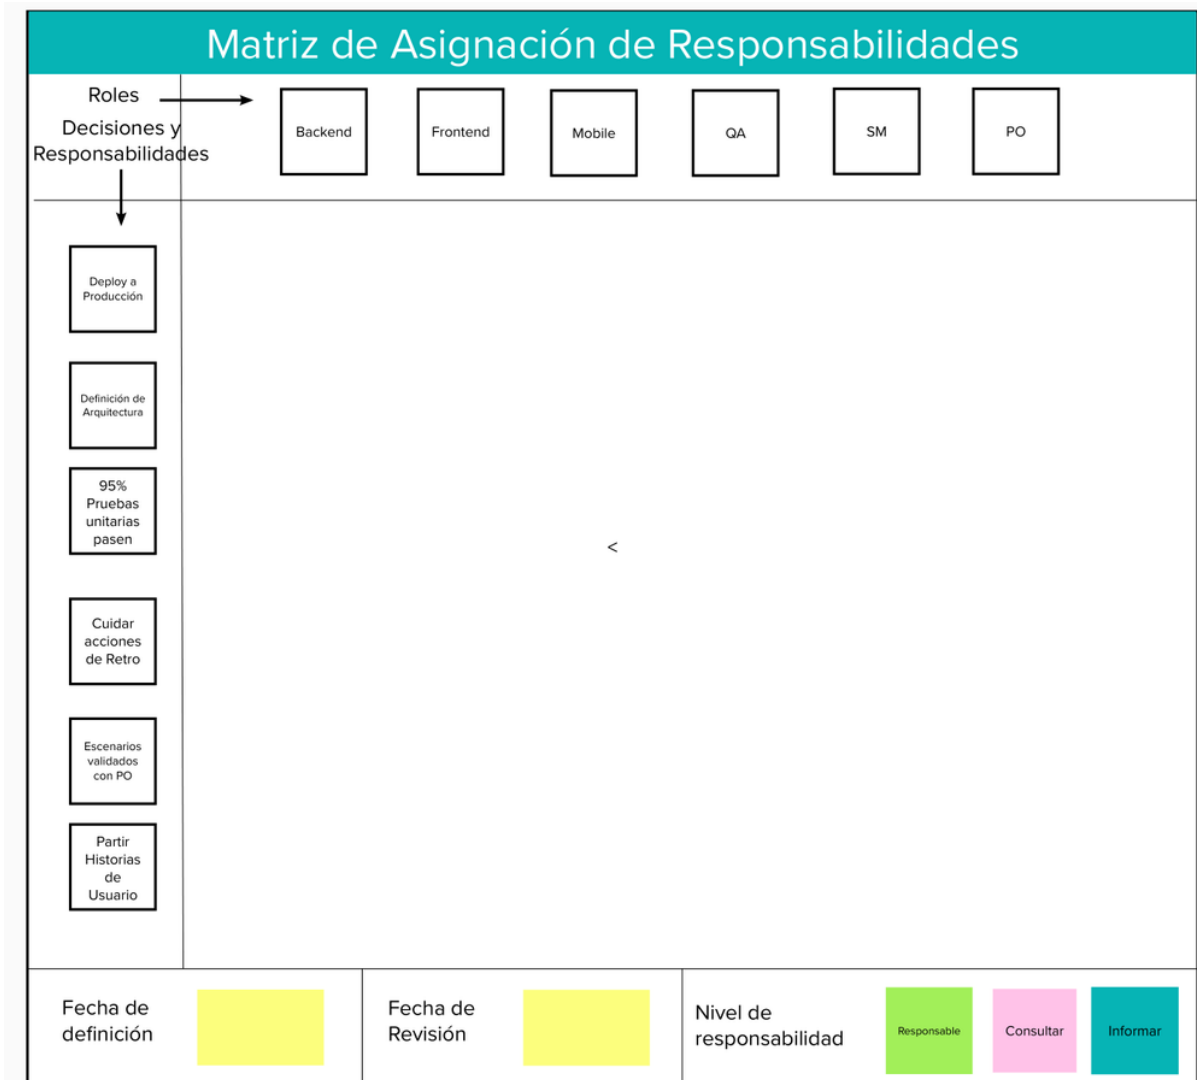 Matriz de Asignación de Responsabilidades
Roles
Decisiones y
Responsabilidades
Backend
Frontend
Mobile
QA
SM
PO
Deploy a
Producción
Definición de
Arquitectura
95%
Pruebas
unitarias
pasen
<
Cuidar
acciones
de Retro
Escenarios
validados
con PO
Partir
Historias
de
Usuario
Fecha de
definición
Fecha de
Revisión
Nivel de
responsabilidad
Responsable
Consultar
Informar